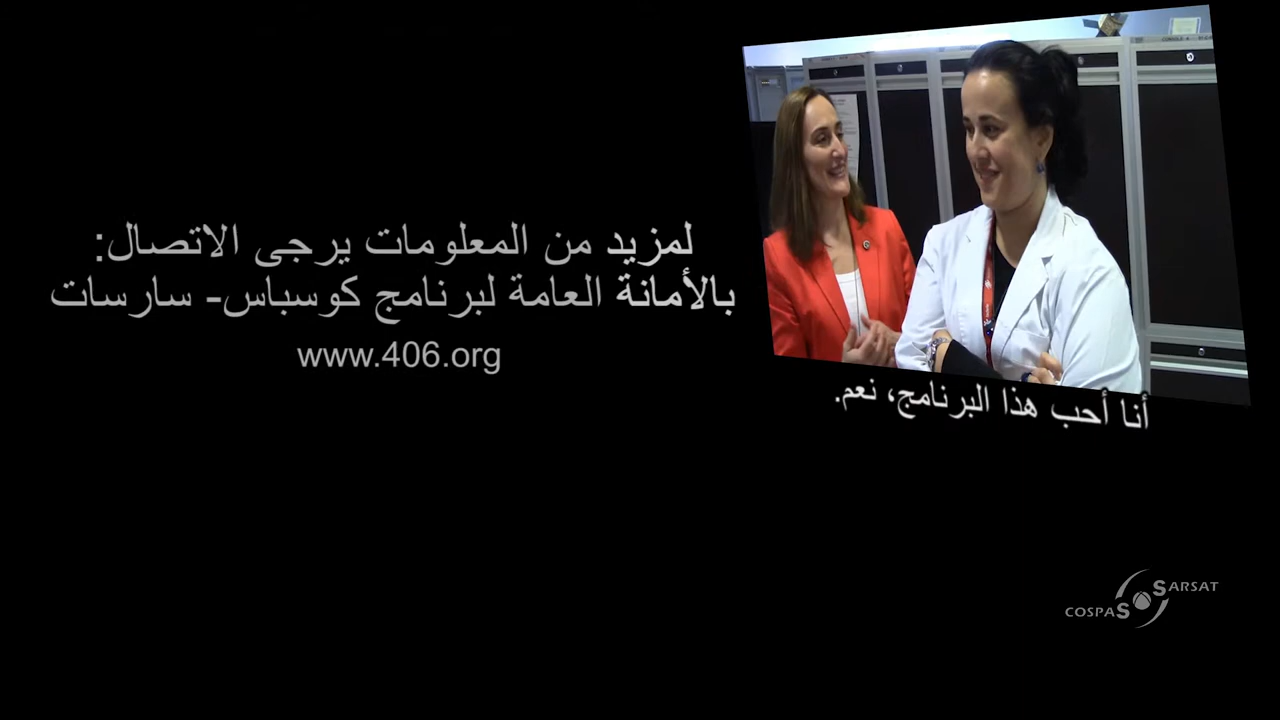 لمزيد من المعلومات يرجى الاتصال:
بالأمانة العامة لبرنامج كوسباس- سارسات
www.406.org
أنا أحب هذا البرنامج، نعم.
COSPAS SARSAT